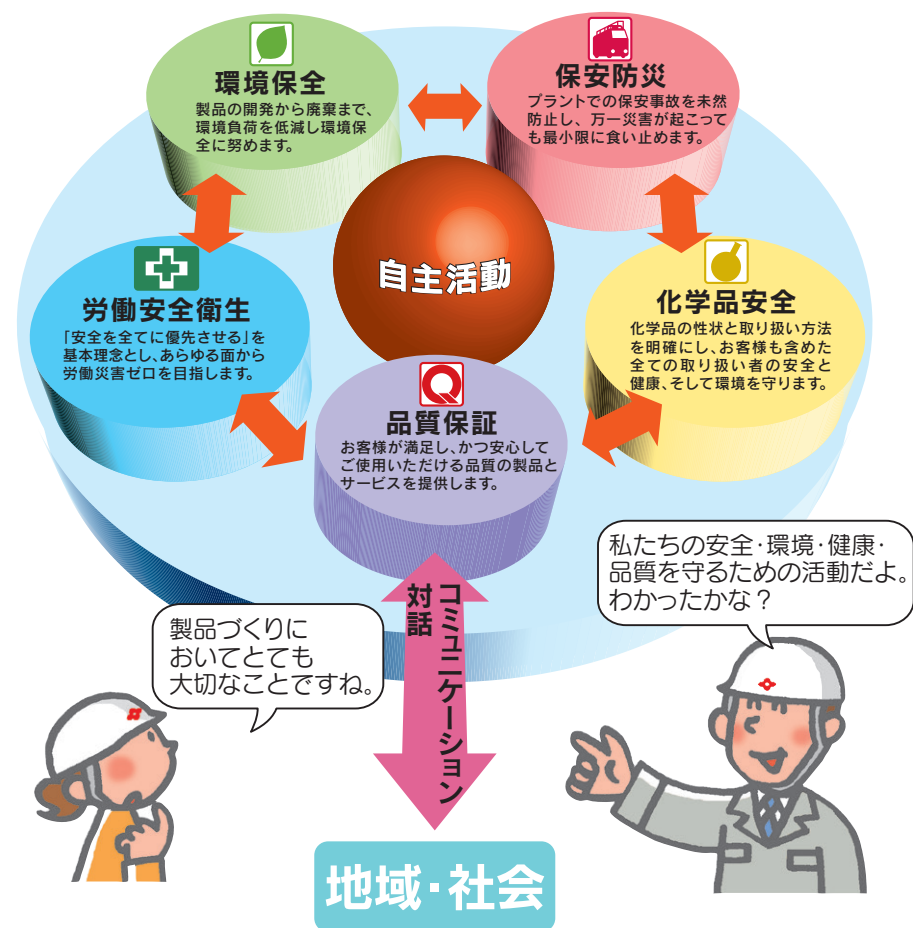 環境保全
製品の開発から廃棄まで、
環境負荷を低減し環境保
全に努めます。
保安防災
プラントでの保安事故を未然
防止し、万一災害が起こって
も最小限に食い止めます。
自主活動
労働安全衛生
「安全を全てに優先させる」を
基本理念とし、あらゆる面から
労働災害ゼロを目指します。
化学品安全
化学品の性状と取り扱い方法
を明確にし、お客様も含めた
全ての取り扱い者の安全と
健康、そして環境を守ります。
品質保証
お客様が満足し、かつ安心して
ご使用いただける品質の製品と
サービスを提供します。
コミュニケーション
対話
私たちの安全・環境・健康・
品質を守るための活動だよ。
わかったかな？
製品づくりに
おいてとても
大切なことですね。
地域・社会